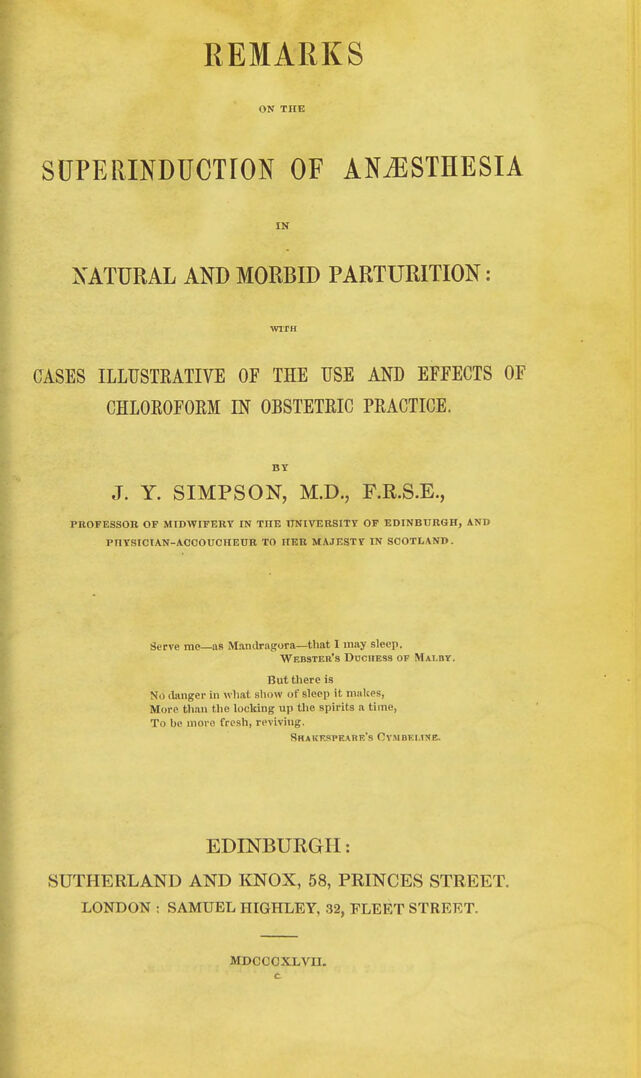 REMARKS
ON THE
SUPERINDUCTION OF ANÆSTHESIA
IN
NATURAL AND MORBID PARTURITION:
WITH
CASES ILLUSTRATIVE OF THE USE AND EFFECTS OF
CHLOROFORM IN OBSTETRIC PRACTICE.
BY
J. Y. SIMPSON, M.D., F.R.S.E.,
PROFESSOR OF MIDWIFERY IN THE UNIVERSITY OF EDINBURGH, AND
PHYSICIAN-ACCOUCHEUR TO HER MAJESTY IN SCOTLAND.
Serve me—as Mandragora—that I may sleep.
WEBSTER'S DUCHESS OF MALBY.
But there is
No danger in what show of sleep it makes,
More than the locking up the spirits a time,
To be more fresh, reviving.
SHAKESPEARE'S CYMBELINE.
EDINBURGH:
SUTHERLAND AND KNOX, 58, PRINCES STREET.
LONDON : SAMUEL HIGHLEY, 32, FLEET STREET.
MDCCCXLVII.
c